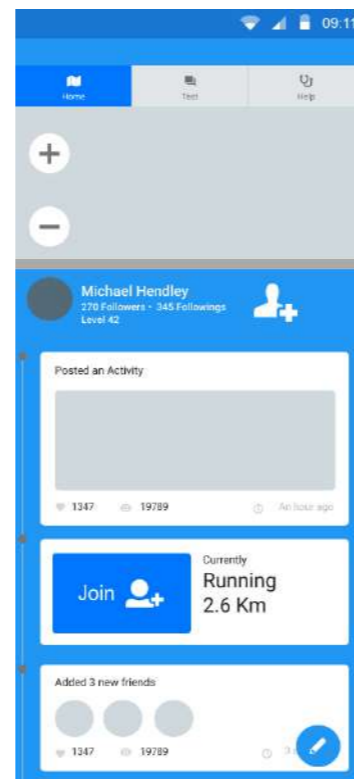 09:11
Home
Text
Help
Michael Hendley
270 Followers - 345 Followings
Level 42
Posted an Activity
1347
19789
An hour ago
Join
Currently
Running
2.6 Km
Added 3 new friends
1347
19789